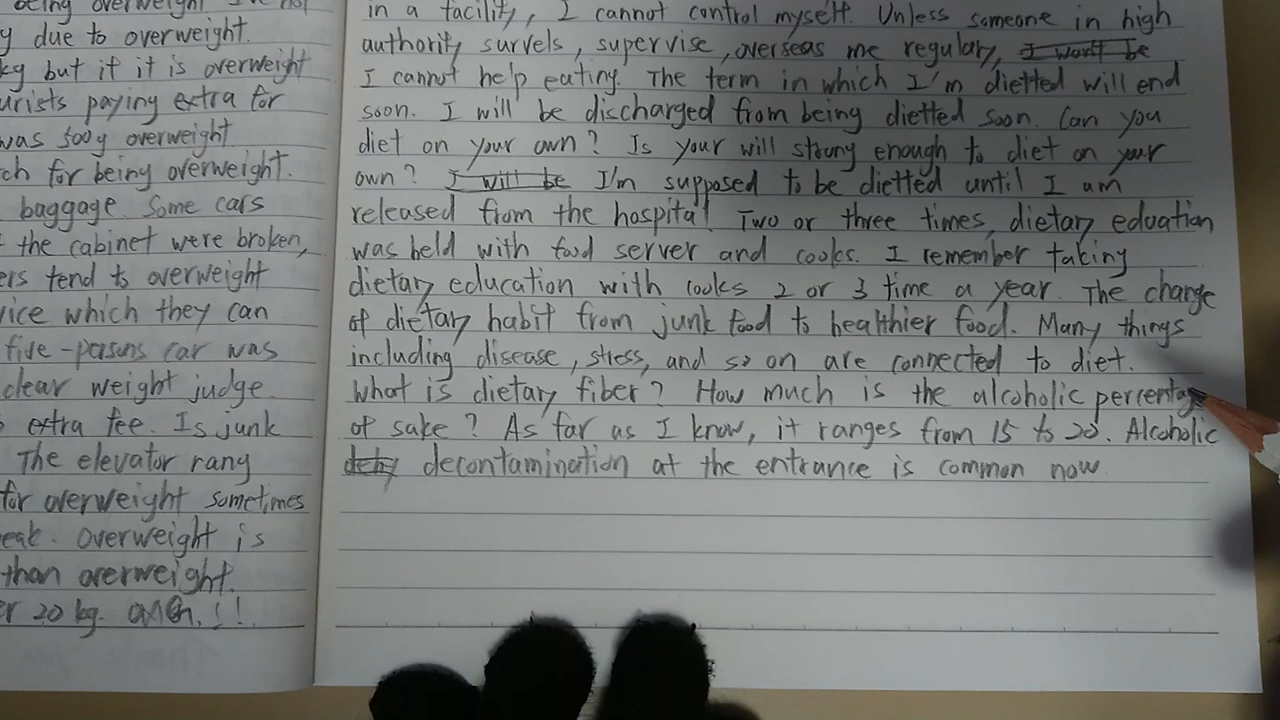 being overweight I've not
y due to overweight.
kg but if it is overweight
urists paying extra for
was 500g overweight
ch for being overweight.
baggage. Some cars
the cabinet were broken,
ers tend to overweight
vice which they can
five-persons car was
clear weight judge.
extra fee. Is junk
The elevator rang
for overweight sometimes
eak. Overweight is
than overweight.
er 20 kg. !!
in a facility, I cannot control myself. Unless someone in high
authority survels, supervise, overseas me regulary, I won't be
I cannot help eating. The term in which I'm dietted will end
soon. I will be discharged from being dietted soon. Can you
diet on your own? Is your will strong enough to diet on your
own? I will be I'm supposed to be dietted until I am
released from the hospital. Two or three times, dietary eduation
was held with food server and cooks. I remember taking
dietary education with cooks 2 or 3 time a year. The change
of dietary habit from junk food to healthier food. Many things
including disease, stress, and so on are connected to diet.
What is dietary fiber? How much is the alcoholic percentage
of sake? As far as I know, it ranges from 15 to 20. Alcoholic
decontamination at the entrance is common now.